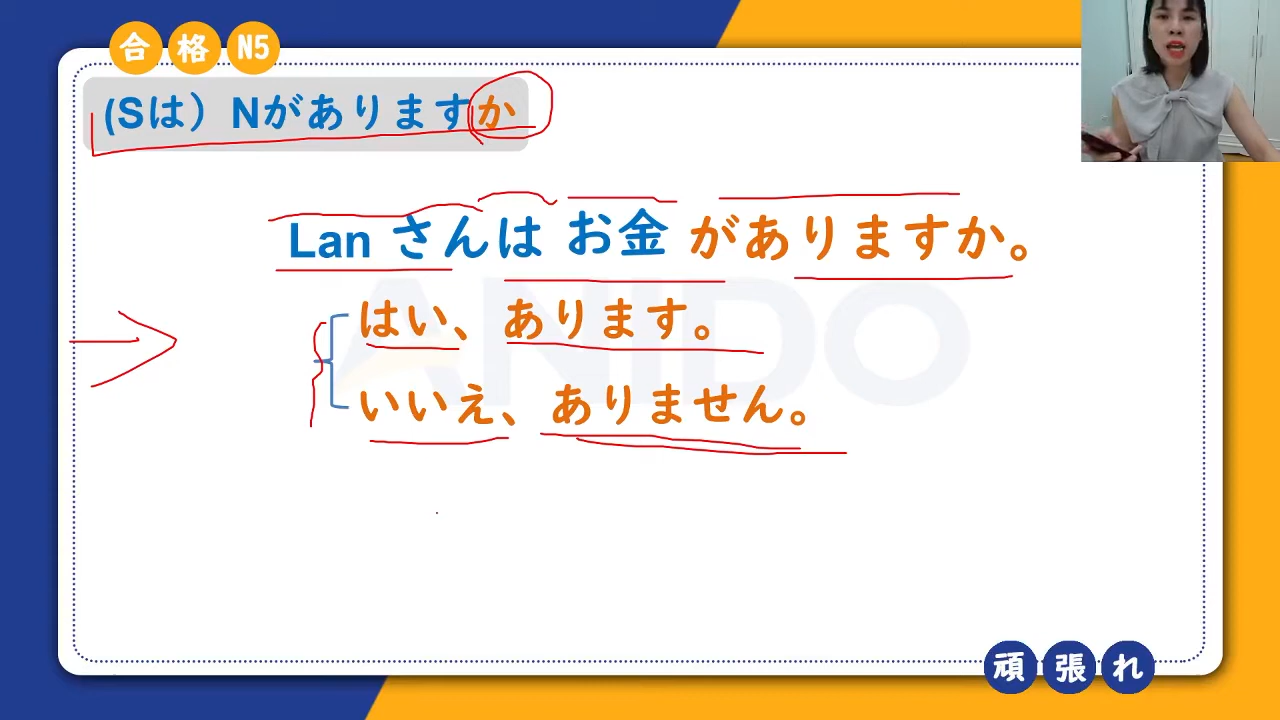 合格N5
(Sは）Nがありますか
Lan さんは お金 がありますか。
はい、あります。
いいえ、ありません。
ANIDO
頑張れ